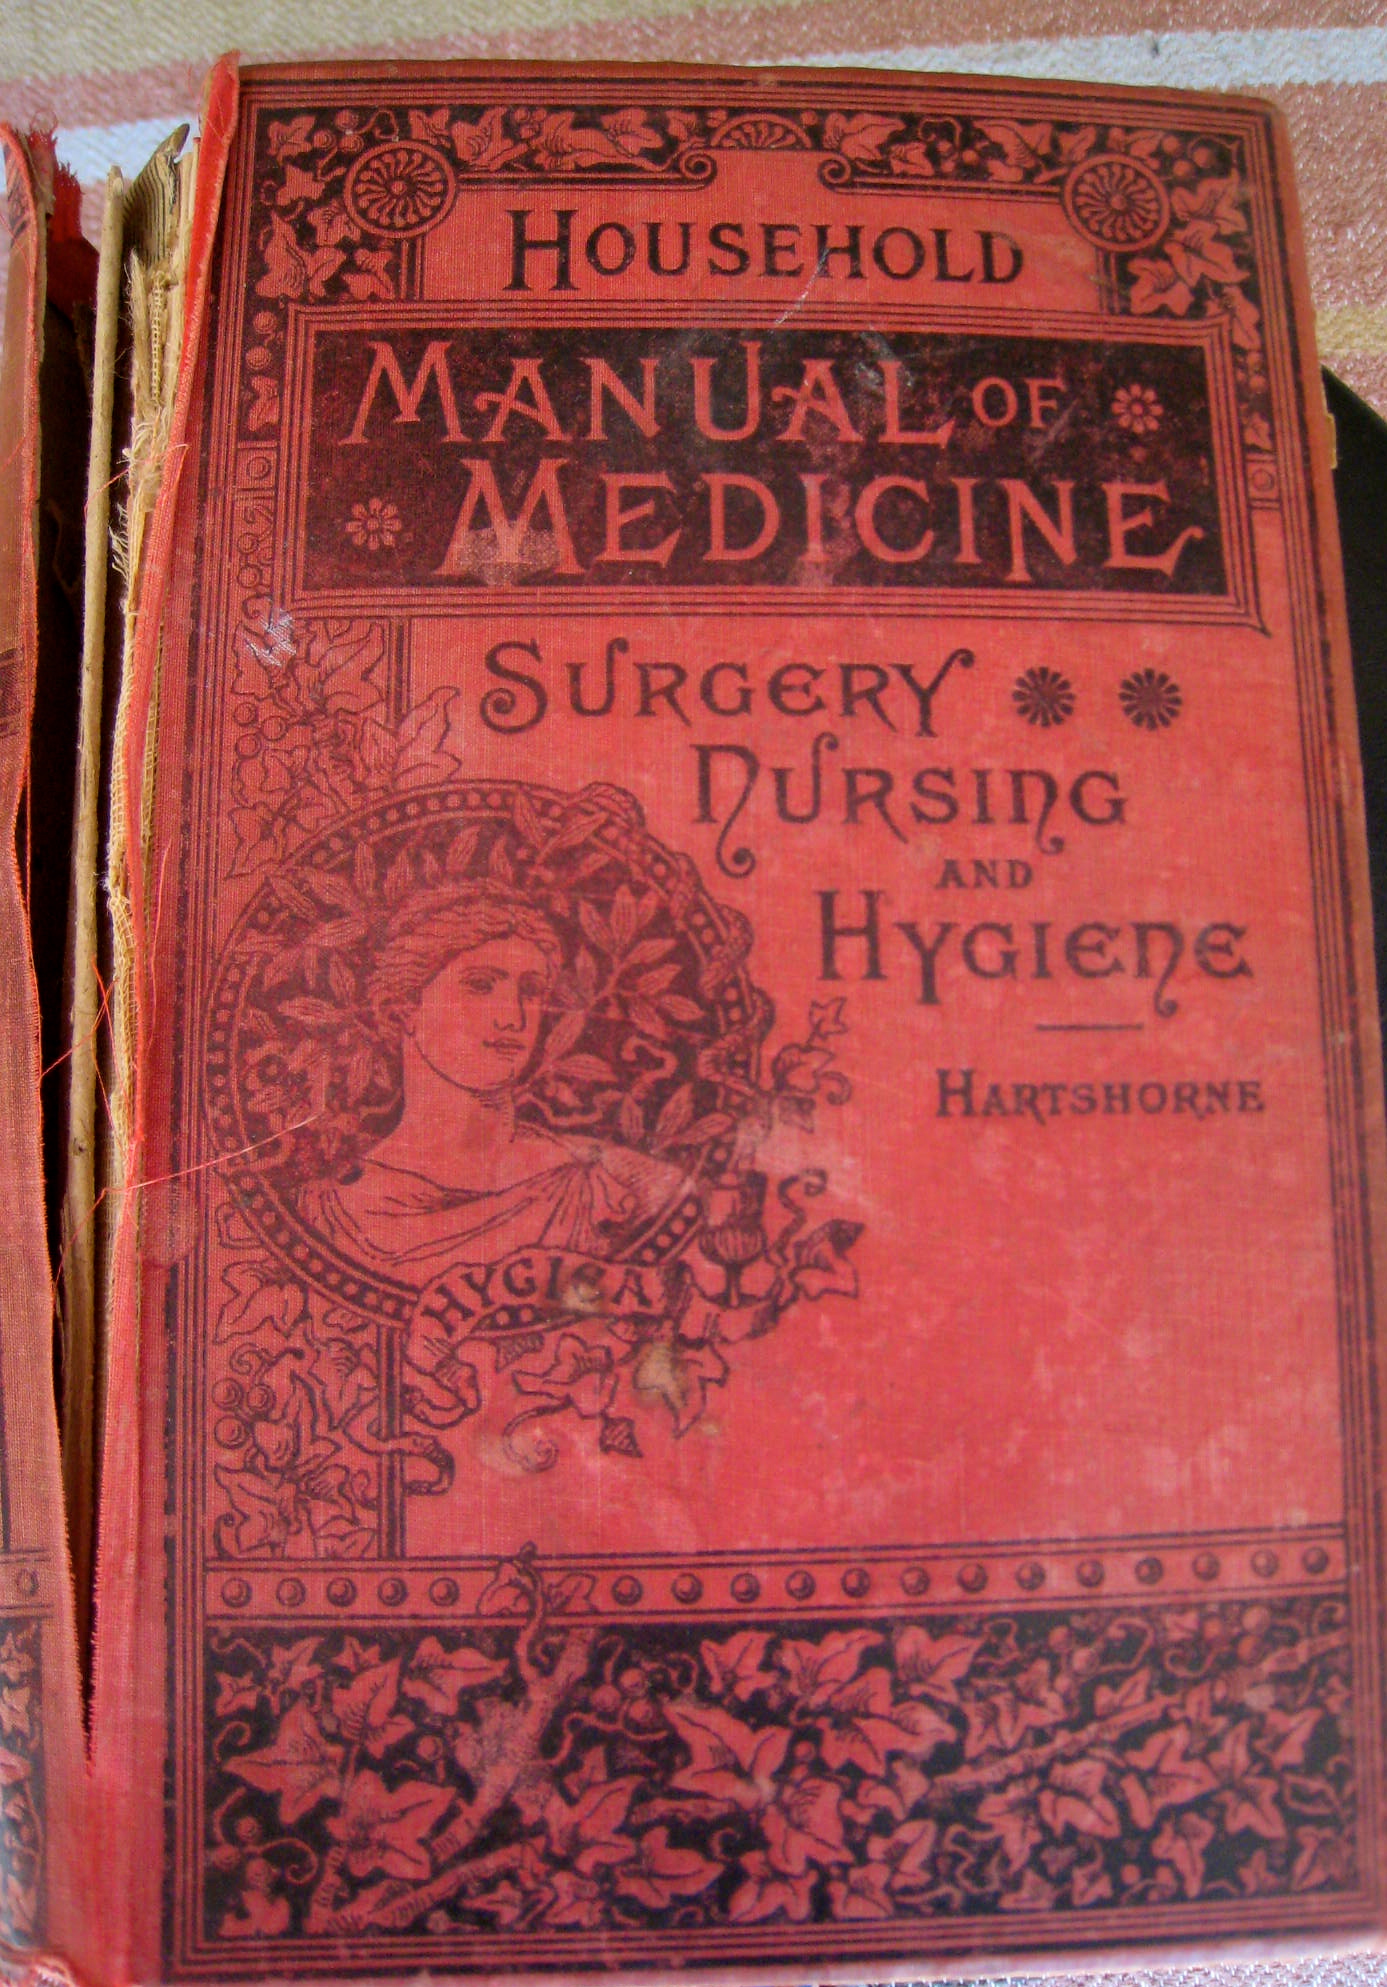 HOUSEHOLD
MANUAL OF
MEDICINE
SURGERY
NURSING
AND
HYGIENE
HARTSHORNE
HYGIEA